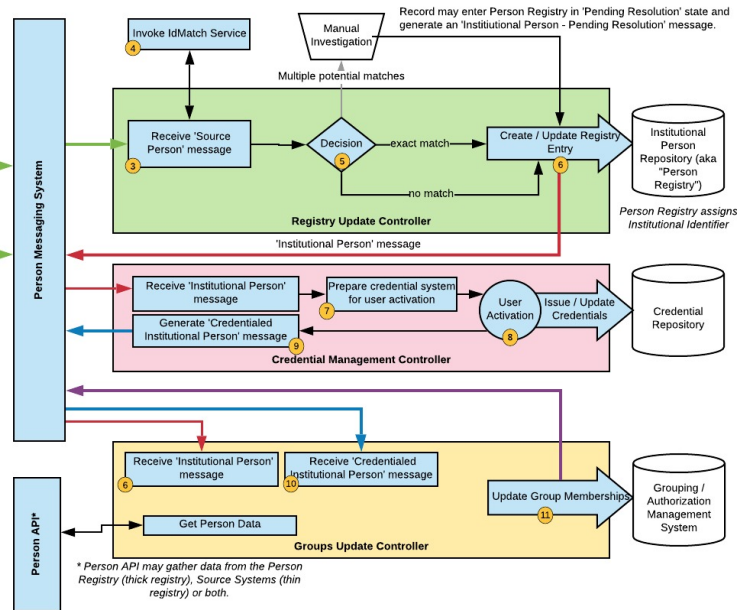 Record may enter Person Registry in 'Pending Resolution' state and
generate an 'Institutional Person - Pending Resolution' message.
Invoke IdMatch Service
4
Manual
Investigation
Multiple potential matches
Receive 'Source
Person' message
3
Decision
5
exact match
no match
Create / Update Registry
Entry
6
Institutional
Person
Repository (aka
"Person
Registry")
Person Registry assigns
Institutional Identifier
Registry Update Controller
'Institutional Person' message
Person Messaging System
Receive 'Institutional Person'
message
Prepare credential system
for user activation
7
User
Activation
8
Issue / Update
Credentials
Credential
Repository
Generate 'Credentialed
Institutional Person' message
9
Credential Management Controller
Receive 'Institutional Person'
message
6
Receive 'Credentialed
Institutional Person' message
10
Update Group Memberships
11
Grouping /
Authorization
Management
System
Get Person Data
Groups Update Controller
Person API*
* Person API may gather data from the Person
Registry (thick registry), Source Systems (thin
registry) or both.